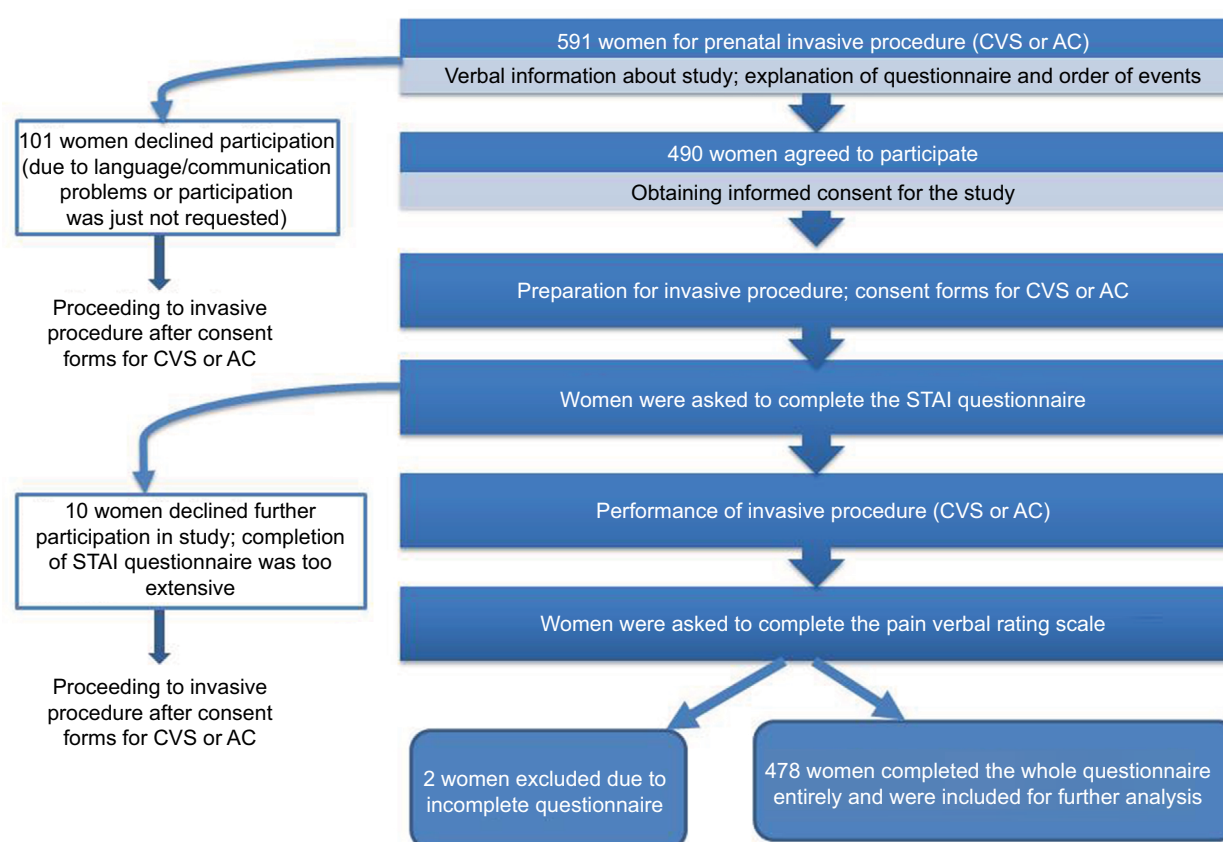 591 women for prenatal invasive procedure (CVS or AC)
Verbal information about study; explanation of questionnaire and order of events
101 women declined participation
(due to language/communication
problems or participation
was just not requested)
Proceeding to invasive
procedure after consent
forms for CVS or AC
490 women agreed to participate
Obtaining informed consent for the study
Preparation for invasive procedure; consent forms for CVS or AC
Women were asked to complete the STAI questionnaire
10 women declined further
participation in study; completion
of STAI questionnaire was too
extensive
Proceeding to invasive
procedure after consent
forms for CVS or AC
Performance of invasive procedure (CVS or AC)
Women were asked to complete the pain verbal rating scale
2 women excluded due to
incomplete questionnaire
478 women completed the whole questionnaire
entirely and were included for further analysis